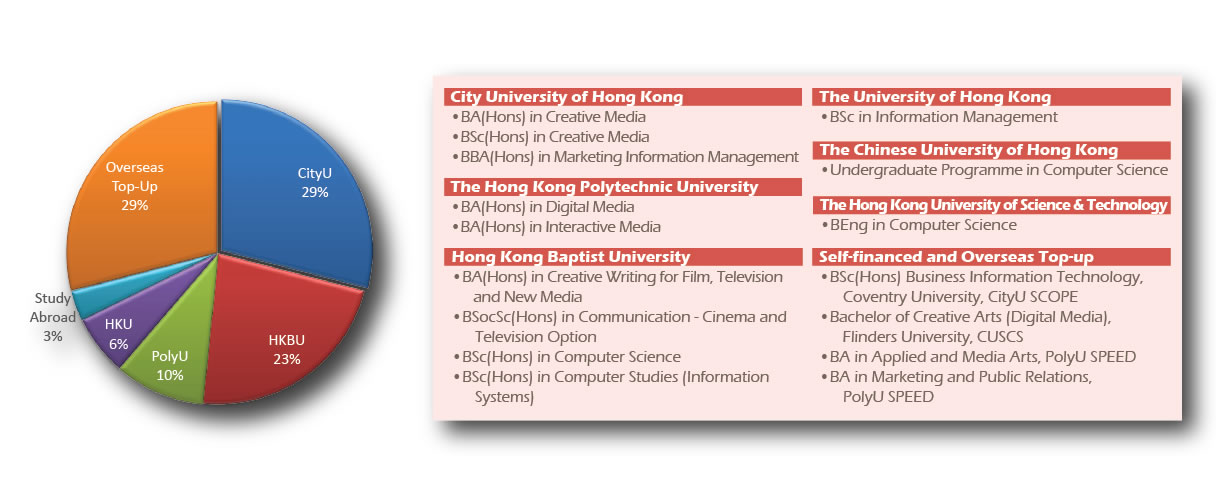 CityU
29%
HKBU
23%
PolyU
10%
HKU
6%
Study
Abroad
3%
Overseas
Top-Up
29%
City University of Hong Kong
•BA(Hons) in Creative Media
•BSc(Hons) in Creative Media
•BBA(Hons) in Marketing Information Management
The Hong Kong Polytechnic University
•BA(Hons) in Digital Media
•BA(Hons) in Interactive Media
Hong Kong Baptist University
•BA(Hons) in Creative Writing for Film, Television
and New Media
•BSocSc(Hons) in Communication - Cinema and
Television Option
•BSc(Hons) in Computer Science
•BSc(Hons) in Computer Studies (Information
Systems)
The University of Hong Kong
•BSc in Information Management
The Chinese University of Hong Kong
•Undergraduate Programme in Computer Science
The Hong Kong University of Science & Technology
•BEng in Computer Science
Self-financed and Overseas Top-up
•BSc(Hons) Business Information Technology,
Coventry University, CityU SCOPE
•Bachelor of Creative Arts (Digital Media),
Flinders University, CUSCS
•BA in Applied and Media Arts, PolyU SPEED
•BA in Marketing and Public Relations,
PolyU SPEED